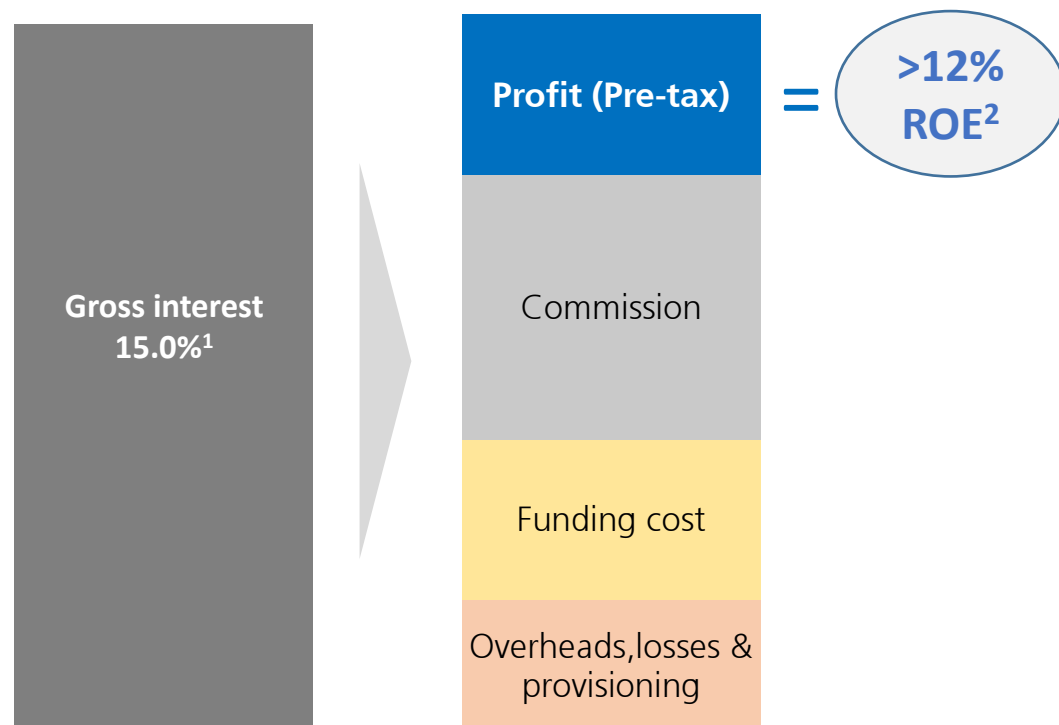 Gross interest
15.0%¹
Profit (Pre-tax)
=
>12%
ROE²
Commission
Funding cost
Overheads,losses &
provisioning